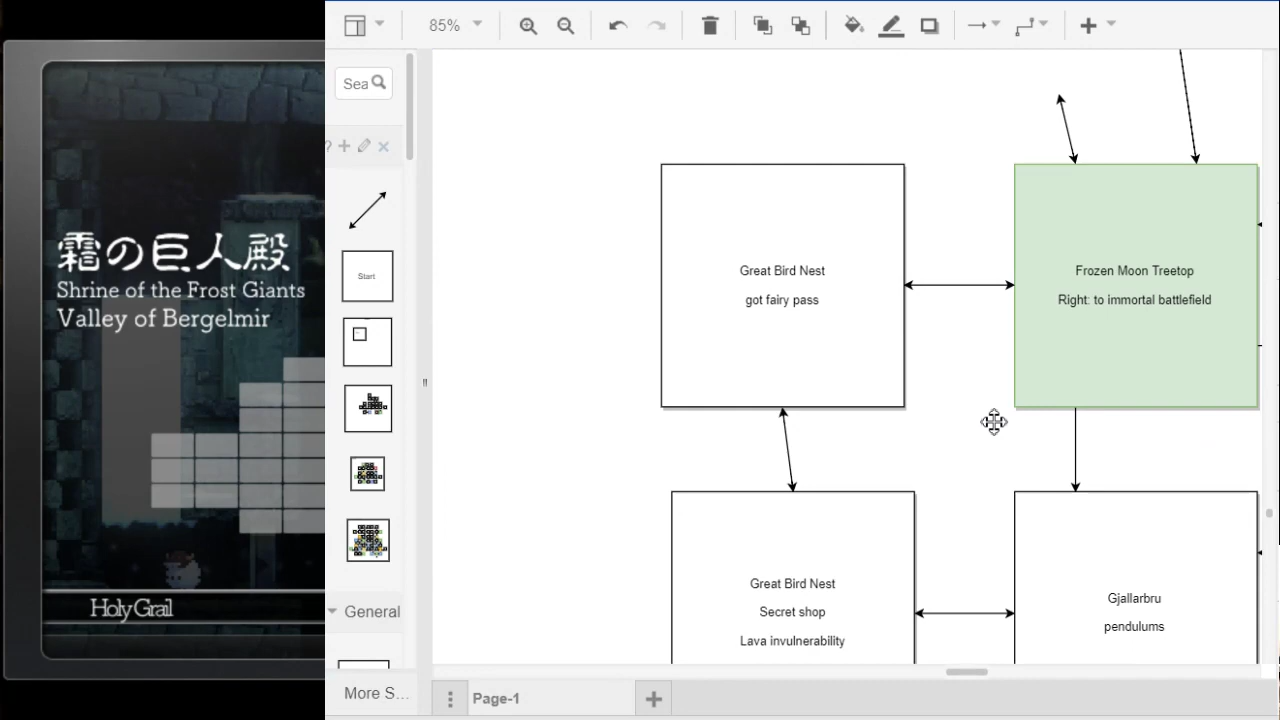 霜の巨人殿
Shrine of the Frost Giants
Valley of Bergelmir
Holy Grail
85%
Sea
?
Start
General
More S...
Page-1
Great Bird Nest
got fairy pass
Frozen Moon Treetop
Right: to immortal battlefield
Great Bird Nest
Secret shop
Lava invulnerability
Gjallarbru
pendulums